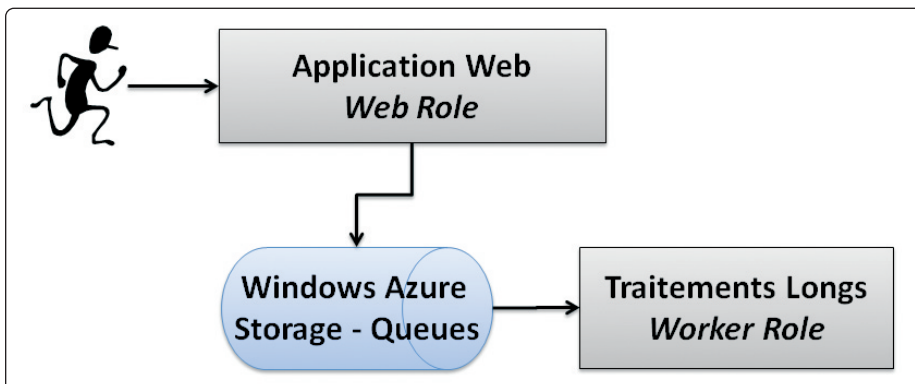 Application Web
Web Role
Windows Azure
Storage - Queues
Traitements Longs
Worker Role